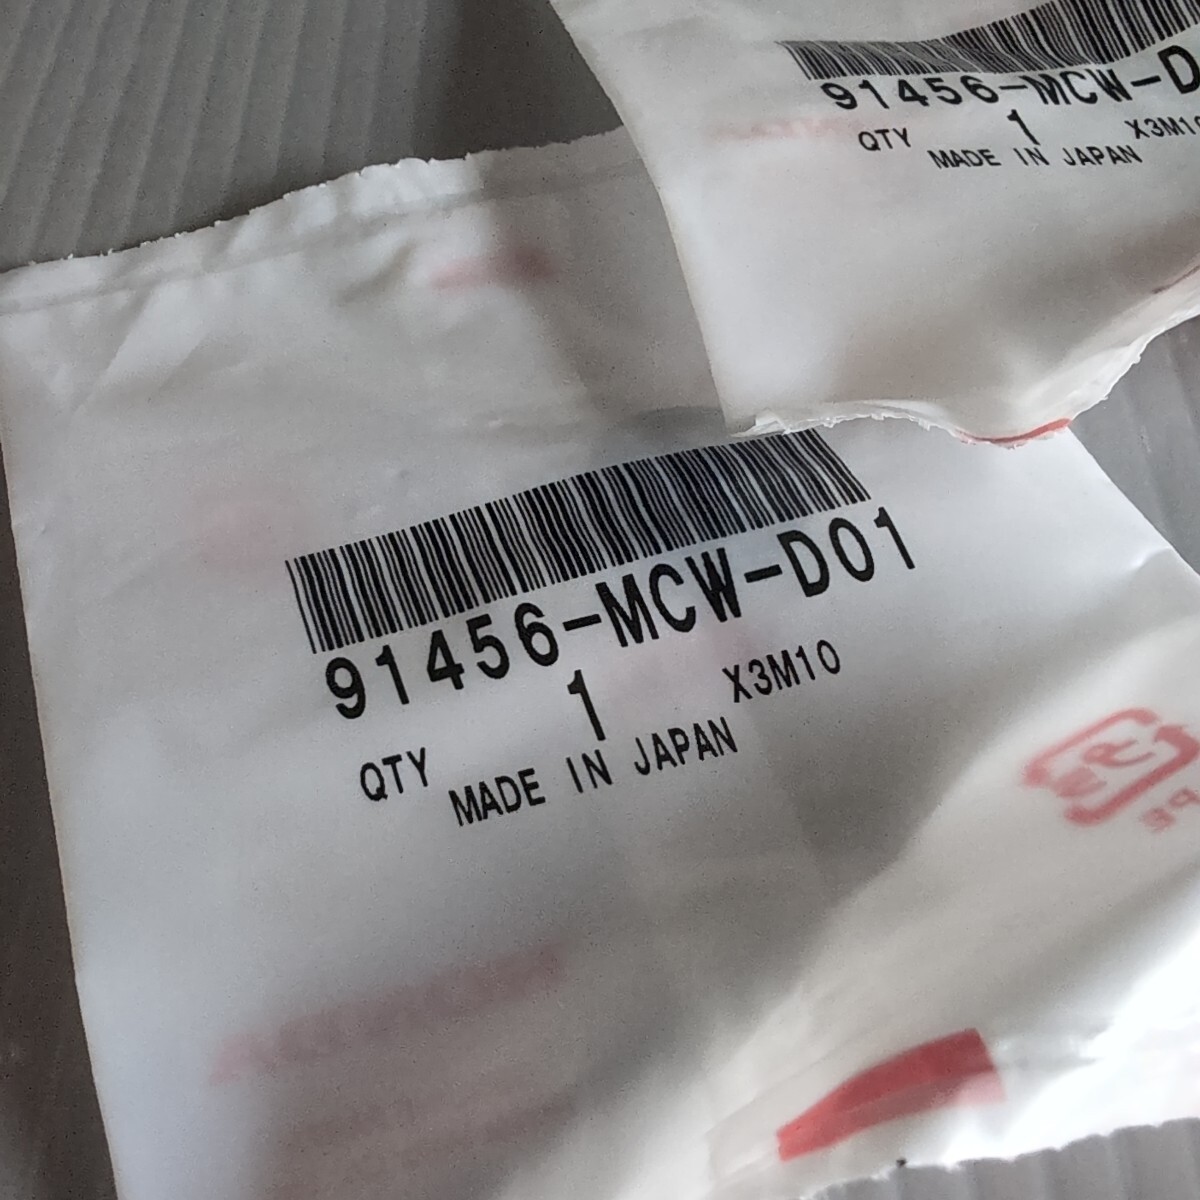 91456-MCW-D
QTY 1 X3M10
MADE IN JAPAN
91456-MCW-D01
QTY 1 X3M10
MADE IN JAPAN